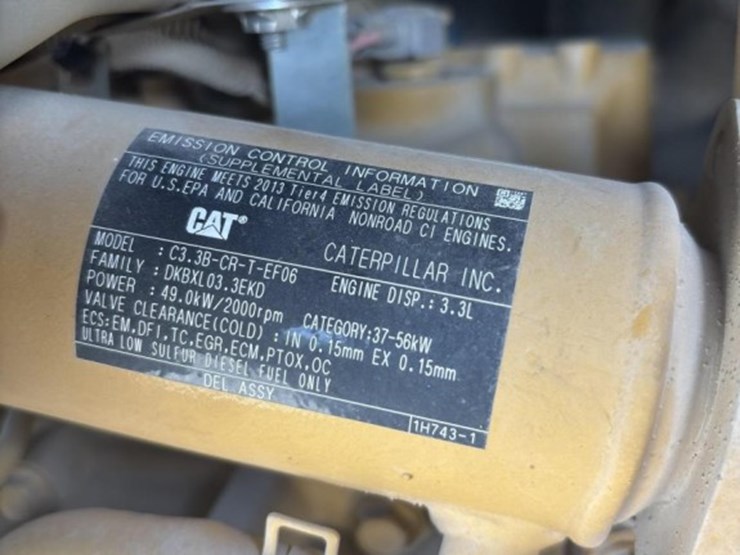 EMISSION CONTROL INFORMATION
(SUPPLEMENTAL LABEL)
THIS ENGINE MEETS 2013 Tier4 EMISSION REGULATIONS
FOR U.S.EPA AND CALIFORNIA NONROAD CI ENGINES.
CAT® CATERPILLAR INC.
MODEL : C3.3B-CR-T-EF06 ENGINE DISP.: 3.3L
FAMILY : DKBXL03.3EKD
POWER : 49.0kW/2000rpm CATEGORY:37-56kW
VALVE CLEARANCE(COLD) : IN 0.15mm EX 0.15mm
ECS:EM,DFI,TC,EGR,ECM,PTOX,OC
ULTRA LOW SULFUR DIESEL FUEL ONLY
DEL ASSY
1H743-1